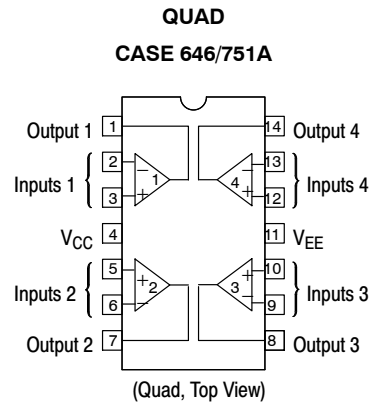 QUAD
CASE 646/751A
Output 1 1 14 Output 4
Inputs 1 2 − 1 4 − 13 Inputs 4
3 + + 12
VCC 4 11 VEE
Inputs 2 5 + 2 3 + 10 Inputs 3
6 − − 9
Output 2 7 8 Output 3
(Quad, Top View)